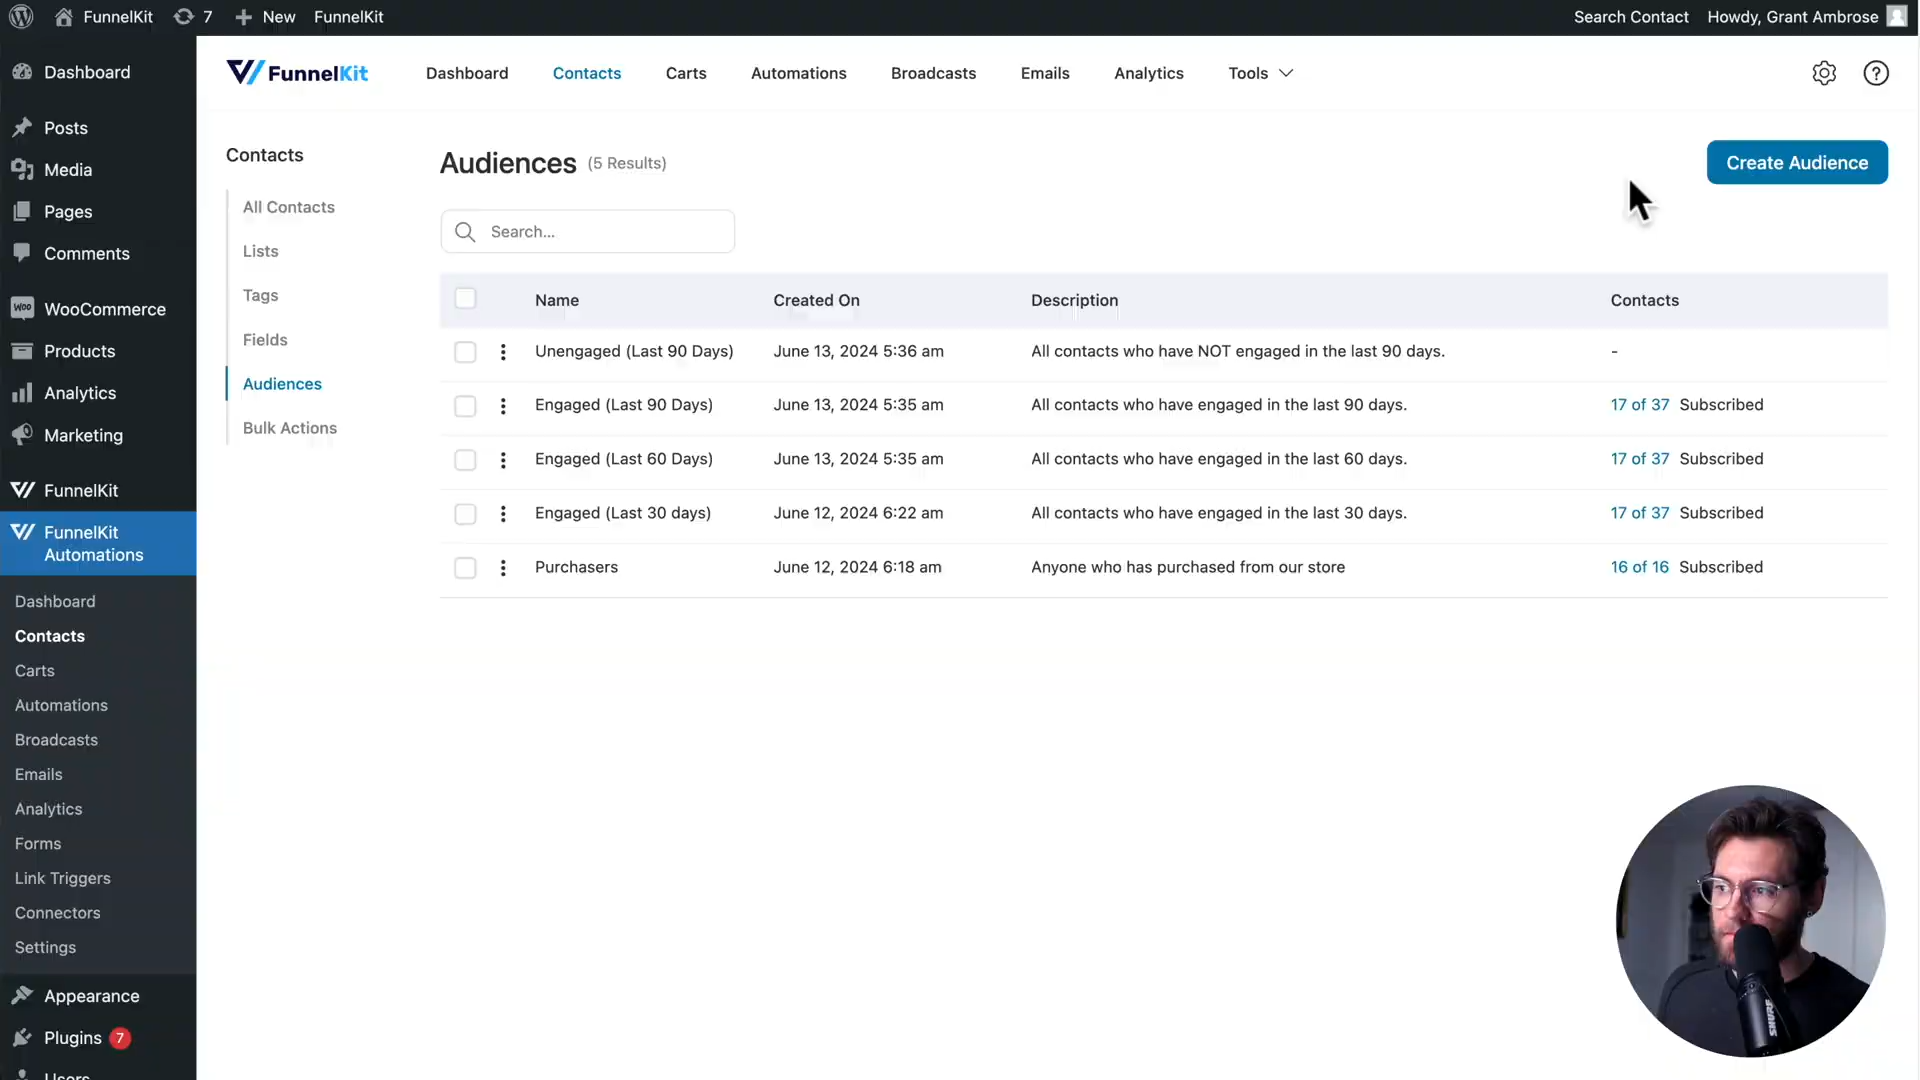 FunnelKit
7
New
FunnelKit
Search Contact
Howdy, Grant Ambrose
Dashboard
Posts
Media
Pages
Comments
WooCommerce
Products
Analytics
Marketing
FunnelKit
FunnelKit
Automations
Dashboard
Contacts
Carts
Automations
Broadcasts
Emails
Analytics
Forms
Link Triggers
Connectors
Settings
Appearance
Plugins 7
Users
FunnelKit
Dashboard
Contacts
Carts
Automations
Broadcasts
Emails
Analytics
Tools
Contacts
All Contacts
Lists
Tags
Fields
Audiences
Bulk Actions
Audiences (5 Results)
Create Audience
Search...
Name Created On Description Contacts
Unengaged (Last 90 Days) June 13, 2024 5:36 am All contacts who have NOT engaged in the last 90 days. -
Engaged (Last 90 Days) June 13, 2024 5:35 am All contacts who have engaged in the last 90 days. 17 of 37 Subscribed
Engaged (Last 60 Days) June 13, 2024 5:35 am All contacts who have engaged in the last 60 days. 17 of 37 Subscribed
Engaged (Last 30 days) June 12, 2024 6:22 am All contacts who have engaged in the last 30 days. 17 of 37 Subscribed
Purchasers June 12, 2024 6:18 am Anyone who has purchased from our store 16 of 16 Subscribed
SHURE